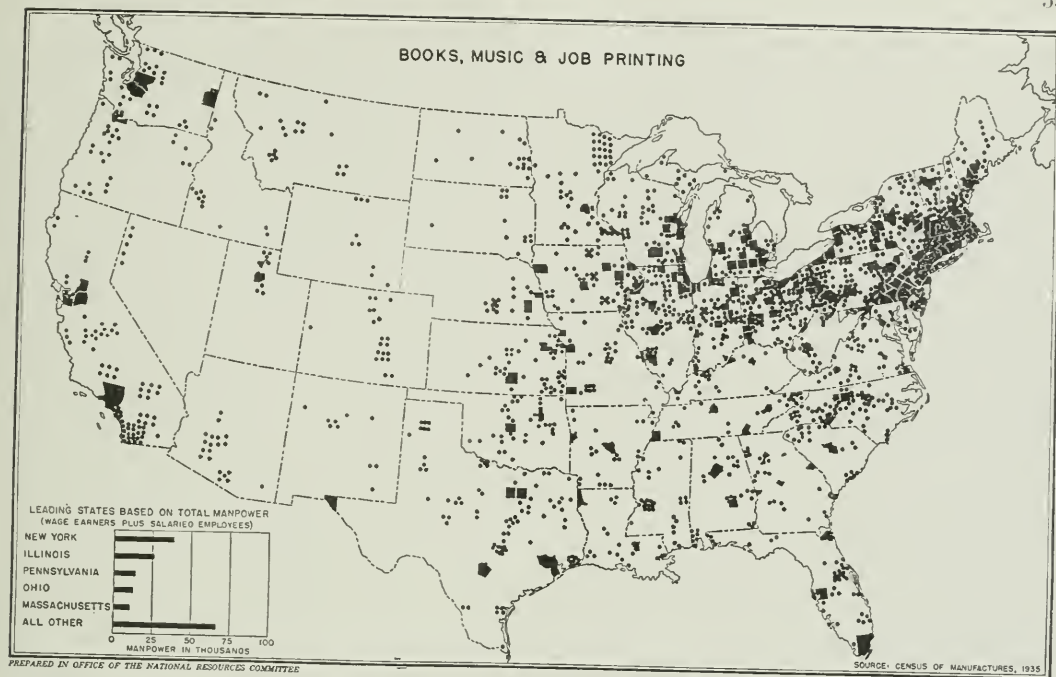 BOOKS, MUSIC & JOB PRINTING
LEADING STATES BASED ON TOTAL MANPOWER
(WAGE EARNERS PLUS SALARIED EMPLOYEES)
NEW YORK
ILLINOIS
PENNSYLVANIA
OHIO
MASSACHUSETTS
ALL OTHER
0 25 50 75 100
MANPOWER IN THOUSANDS
PREPARED IN OFFICE OF THE NATIONAL RESOURCES COMMITTEE
SOURCE: CENSUS OF MANUFACTURES, 1935